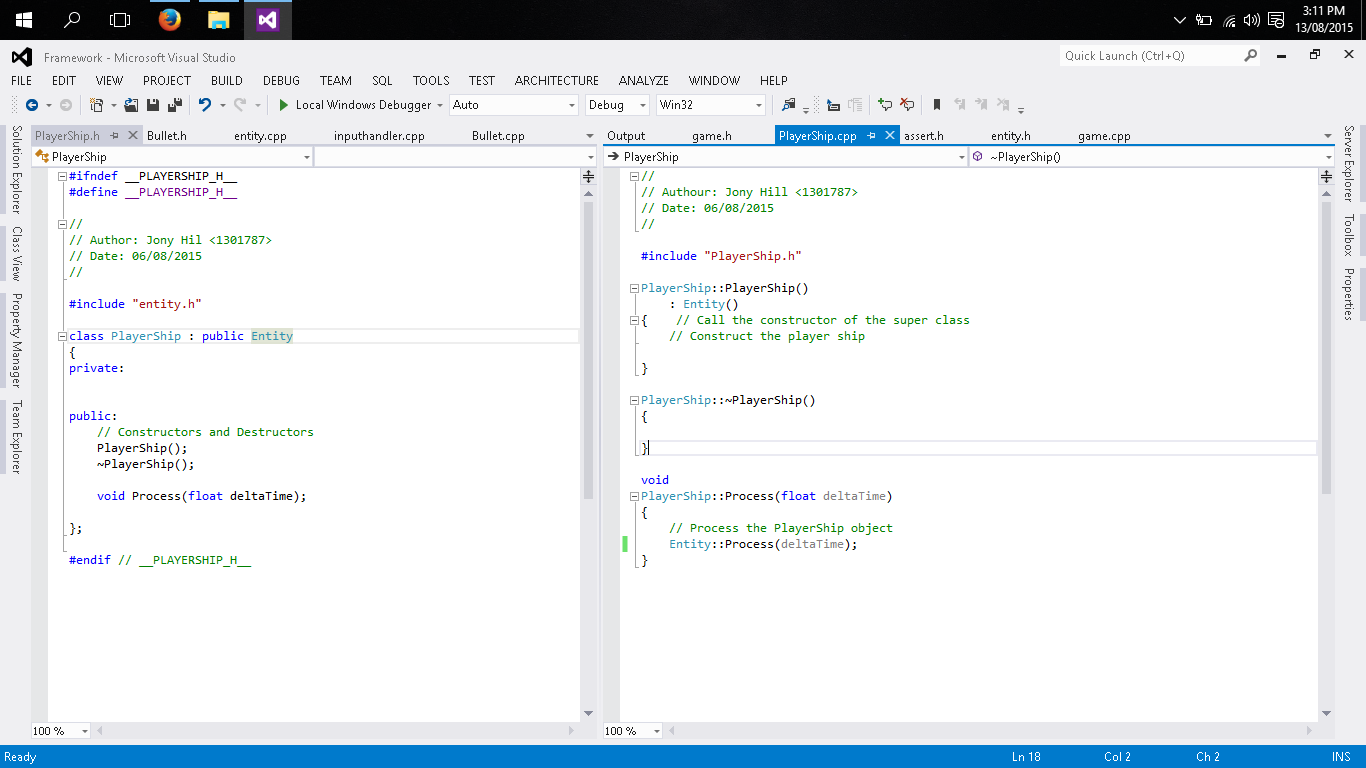 3:11 PM
13/08/2015
Framework - Microsoft Visual Studio
Quick Launch (Ctrl+Q)
FILE EDIT VIEW PROJECT BUILD DEBUG TEAM SQL TOOLS TEST ARCHITECTURE ANALYZE WINDOW HELP
Local Windows Debugger Auto Debug Win32
Solution Explorer
Class View
Property Manager
Team Explorer
PlayerShip.h Bullet.h entity.cpp inputhandler.cpp Bullet.cpp
PlayerShip
#ifndef __PLAYERSHIP_H__
#define __PLAYERSHIP_H__
//
// Author: Jony Hil <1301787>
// Date: 06/08/2015
//
#include "entity.h"
class PlayerShip : public Entity
{
private:
public:
// Constructors and Destructors
PlayerShip();
~PlayerShip();
void Process(float deltaTime);
};
#endif // __PLAYERSHIP_H__
100 %
Output game.h PlayerShip.cpp assert.h entity.h game.cpp
PlayerShip ~PlayerShip()
//
// Authour: Jony Hill <1301787>
// Date: 06/08/2015
//
#include "PlayerShip.h"
PlayerShip::PlayerShip()
: Entity()
{ // Call the constructor of the super class
// Construct the player ship
}
PlayerShip::~PlayerShip()
{
}
void
PlayerShip::Process(float deltaTime)
{
// Process the PlayerShip object
Entity::Process(deltaTime);
}
100 %
Server Explorer
Toolbox
Properties
Ready Ln 18 Col 2 Ch 2 INS